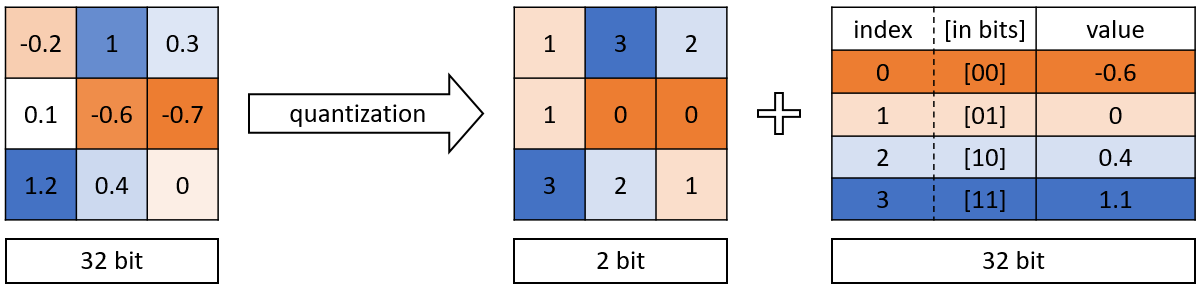 -0.2 1 0.3
0.1 -0.6 -0.7
1.2 0.4 0
32 bit
quantization
1 3 2
1 0 0
3 2 1
2 bit
index [in bits] value
0 [00] -0.6
1 [01] 0
2 [10] 0.4
3 [11] 1.1
32 bit